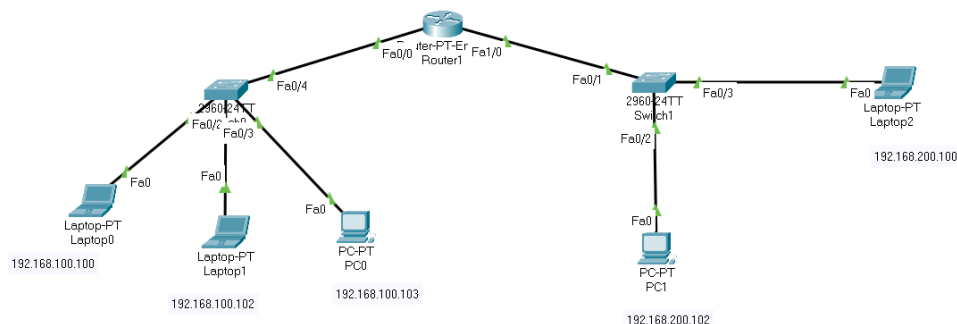 Fa0/0
Fa1/0
Router1
Fa0/4
2960-24TT
Fa0/3
Fa0
Laptop-PT
Laptop0
192.168.100.100
Fa0
Laptop-PT
Laptop1
192.168.100.102
Fa0
PC-PT
PC0
192.168.100.103
Fa0/1
2960-24TT
Switch1
Fa0/3
Fa0/2
Fa0
Laptop-PT
Laptop2
192.168.200.100
Fa0
PC-PT
PC1
192.168.200.102